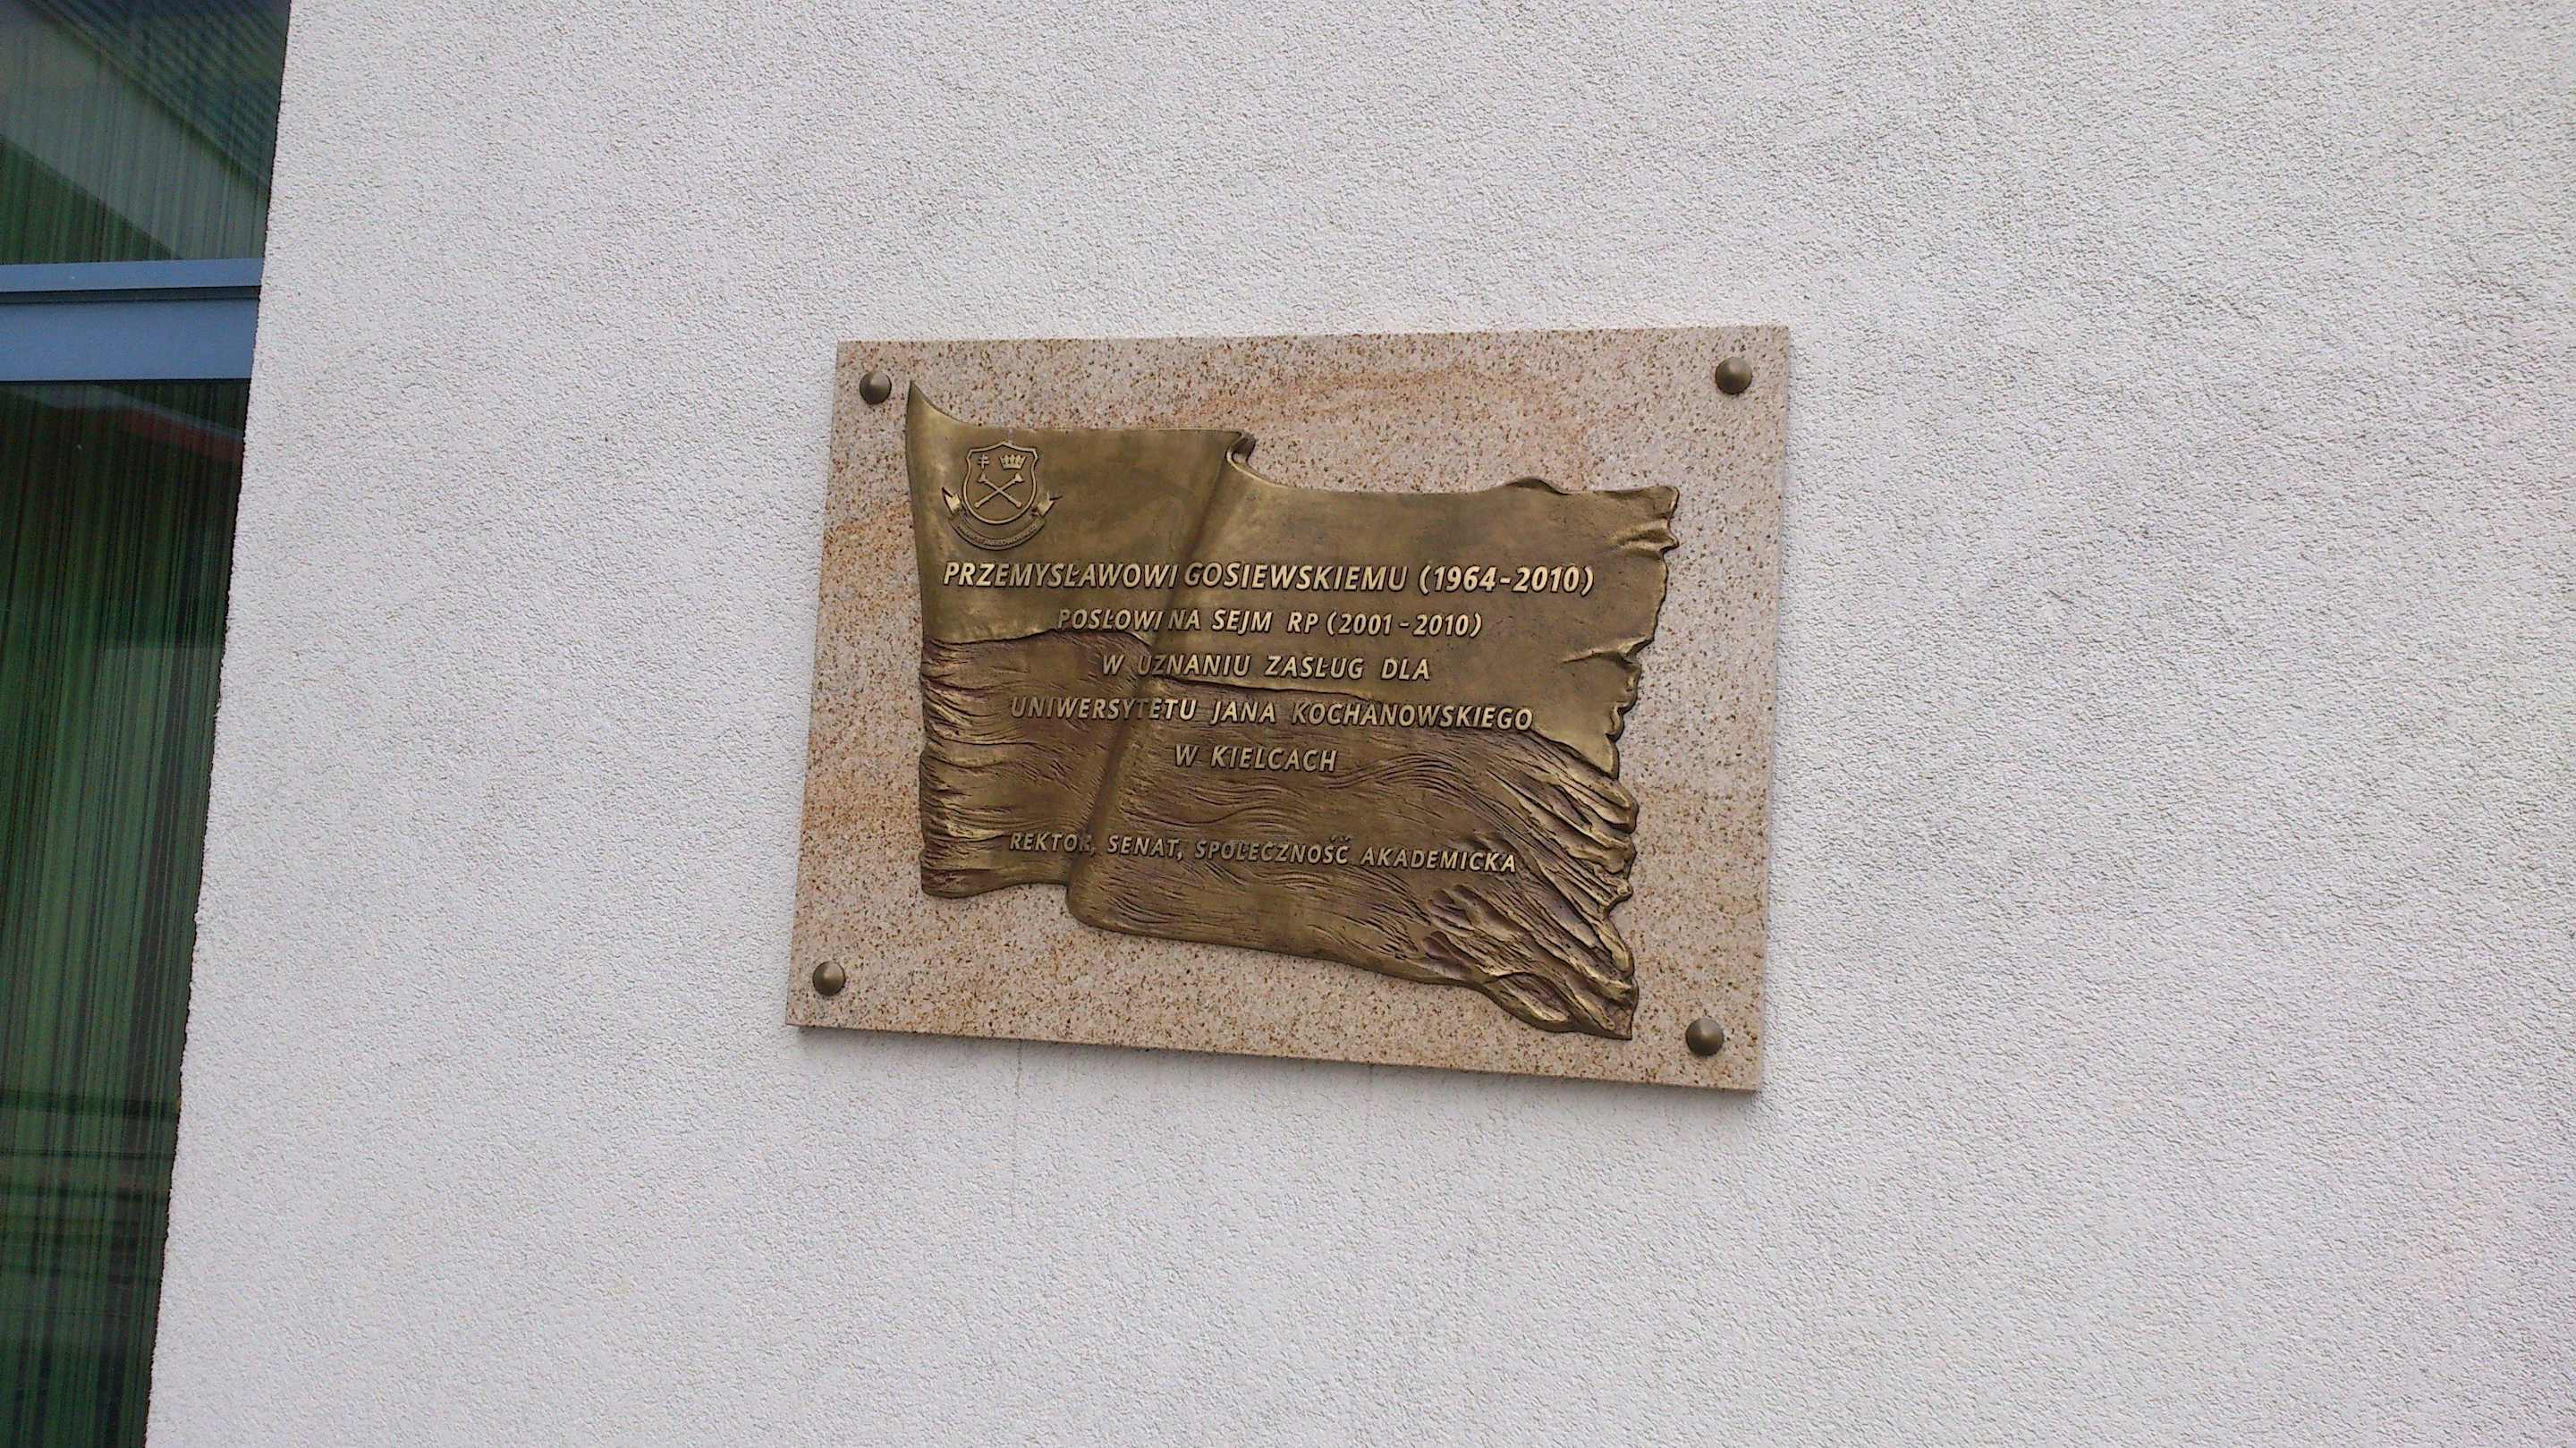 PRZEMYSŁAWOWI GOSIEWSKIEMU (1964-2010)
POSŁOWI NA SEJM RP (2001-2010)
W UZNANIU ZASŁUG DLA
UNIWERSYTETU JANA KOCHANOWSKIEGO
W KIELCACH
REKTOR, SENAT, SPOŁECZNOŚĆ AKADEMICKA